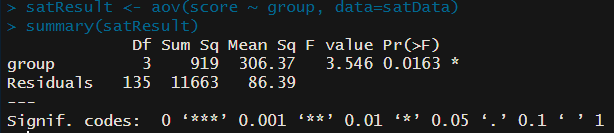 > satResult <- aov(score ~ group, data=satData)
> summary(satResult)
             Df Sum Sq Mean Sq F value Pr(>F)
group         3    919  306.37   3.546 0.0163 *
Residuals   135  11663   86.39
---
Signif. codes:  0 ‘***’ 0.001 ‘**’ 0.01 ‘*’ 0.05 ‘.’ 0.1 ‘ ’ 1